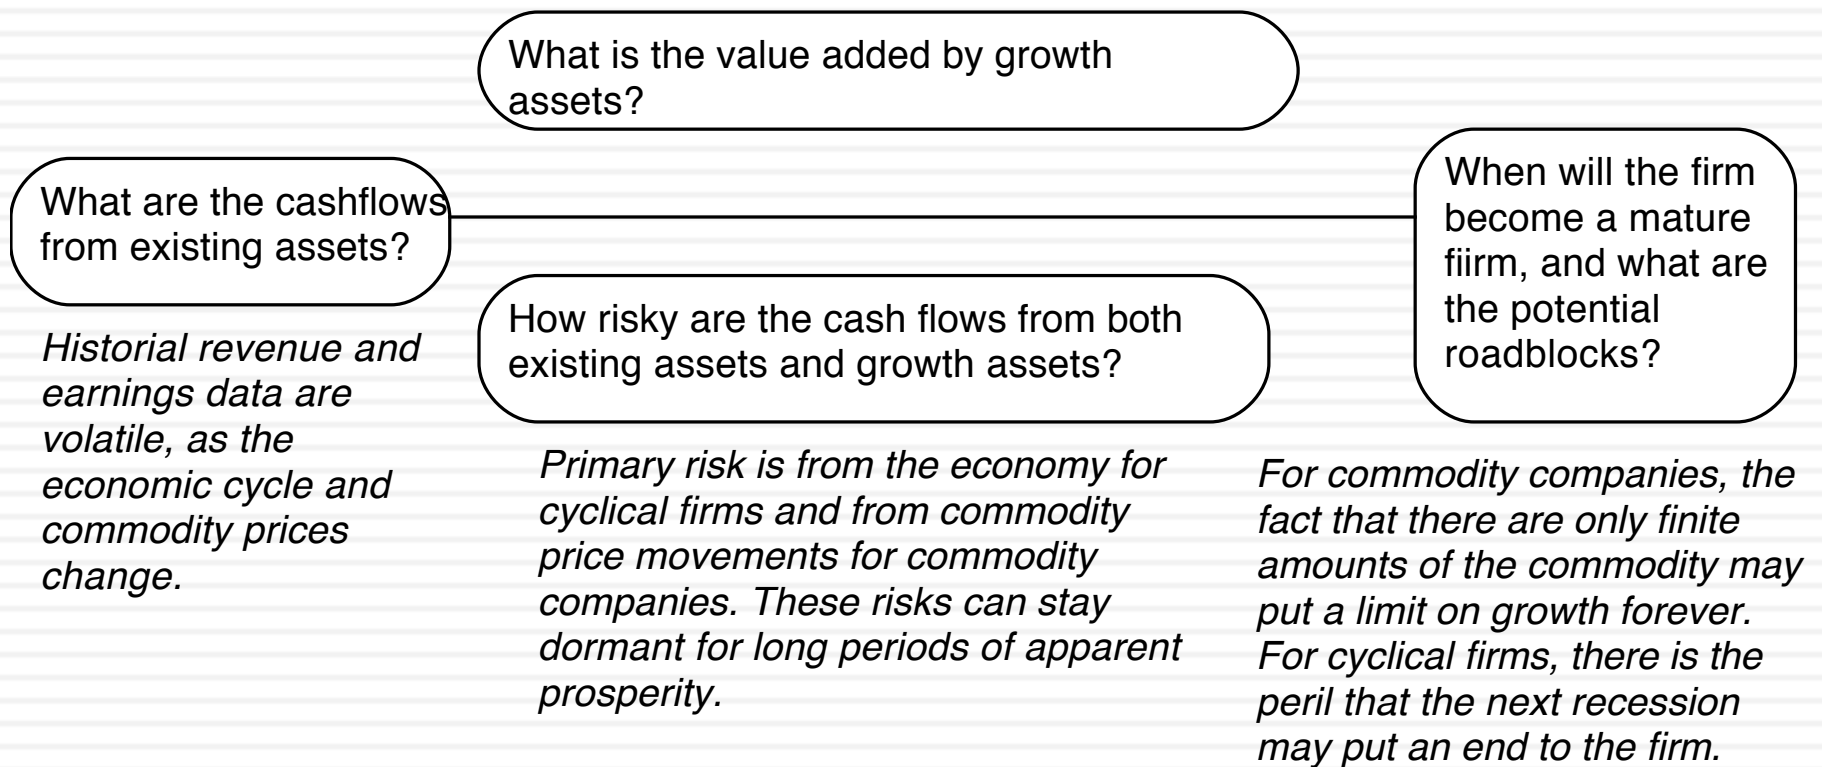 What is the value added by growth
assets?
What are the cashflows
from existing assets?
When will the firm
become a mature
fiirm, and what are
the potential
roadblocks?
How risky are the cash flows from both
existing assets and growth assets?
Historial revenue and
earnings data are
volatile, as the
economic cycle and
commodity prices
change.
Primary risk is from the economy for
cyclical firms and from commodity
price movements for commodity
companies. These risks can stay
dormant for long periods of apparent
prosperity.
For commodity companies, the
fact that there are only finite
amounts of the commodity may
put a limit on growth forever.
For cyclical firms, there is the
peril that the next recession
may put an end to the firm.